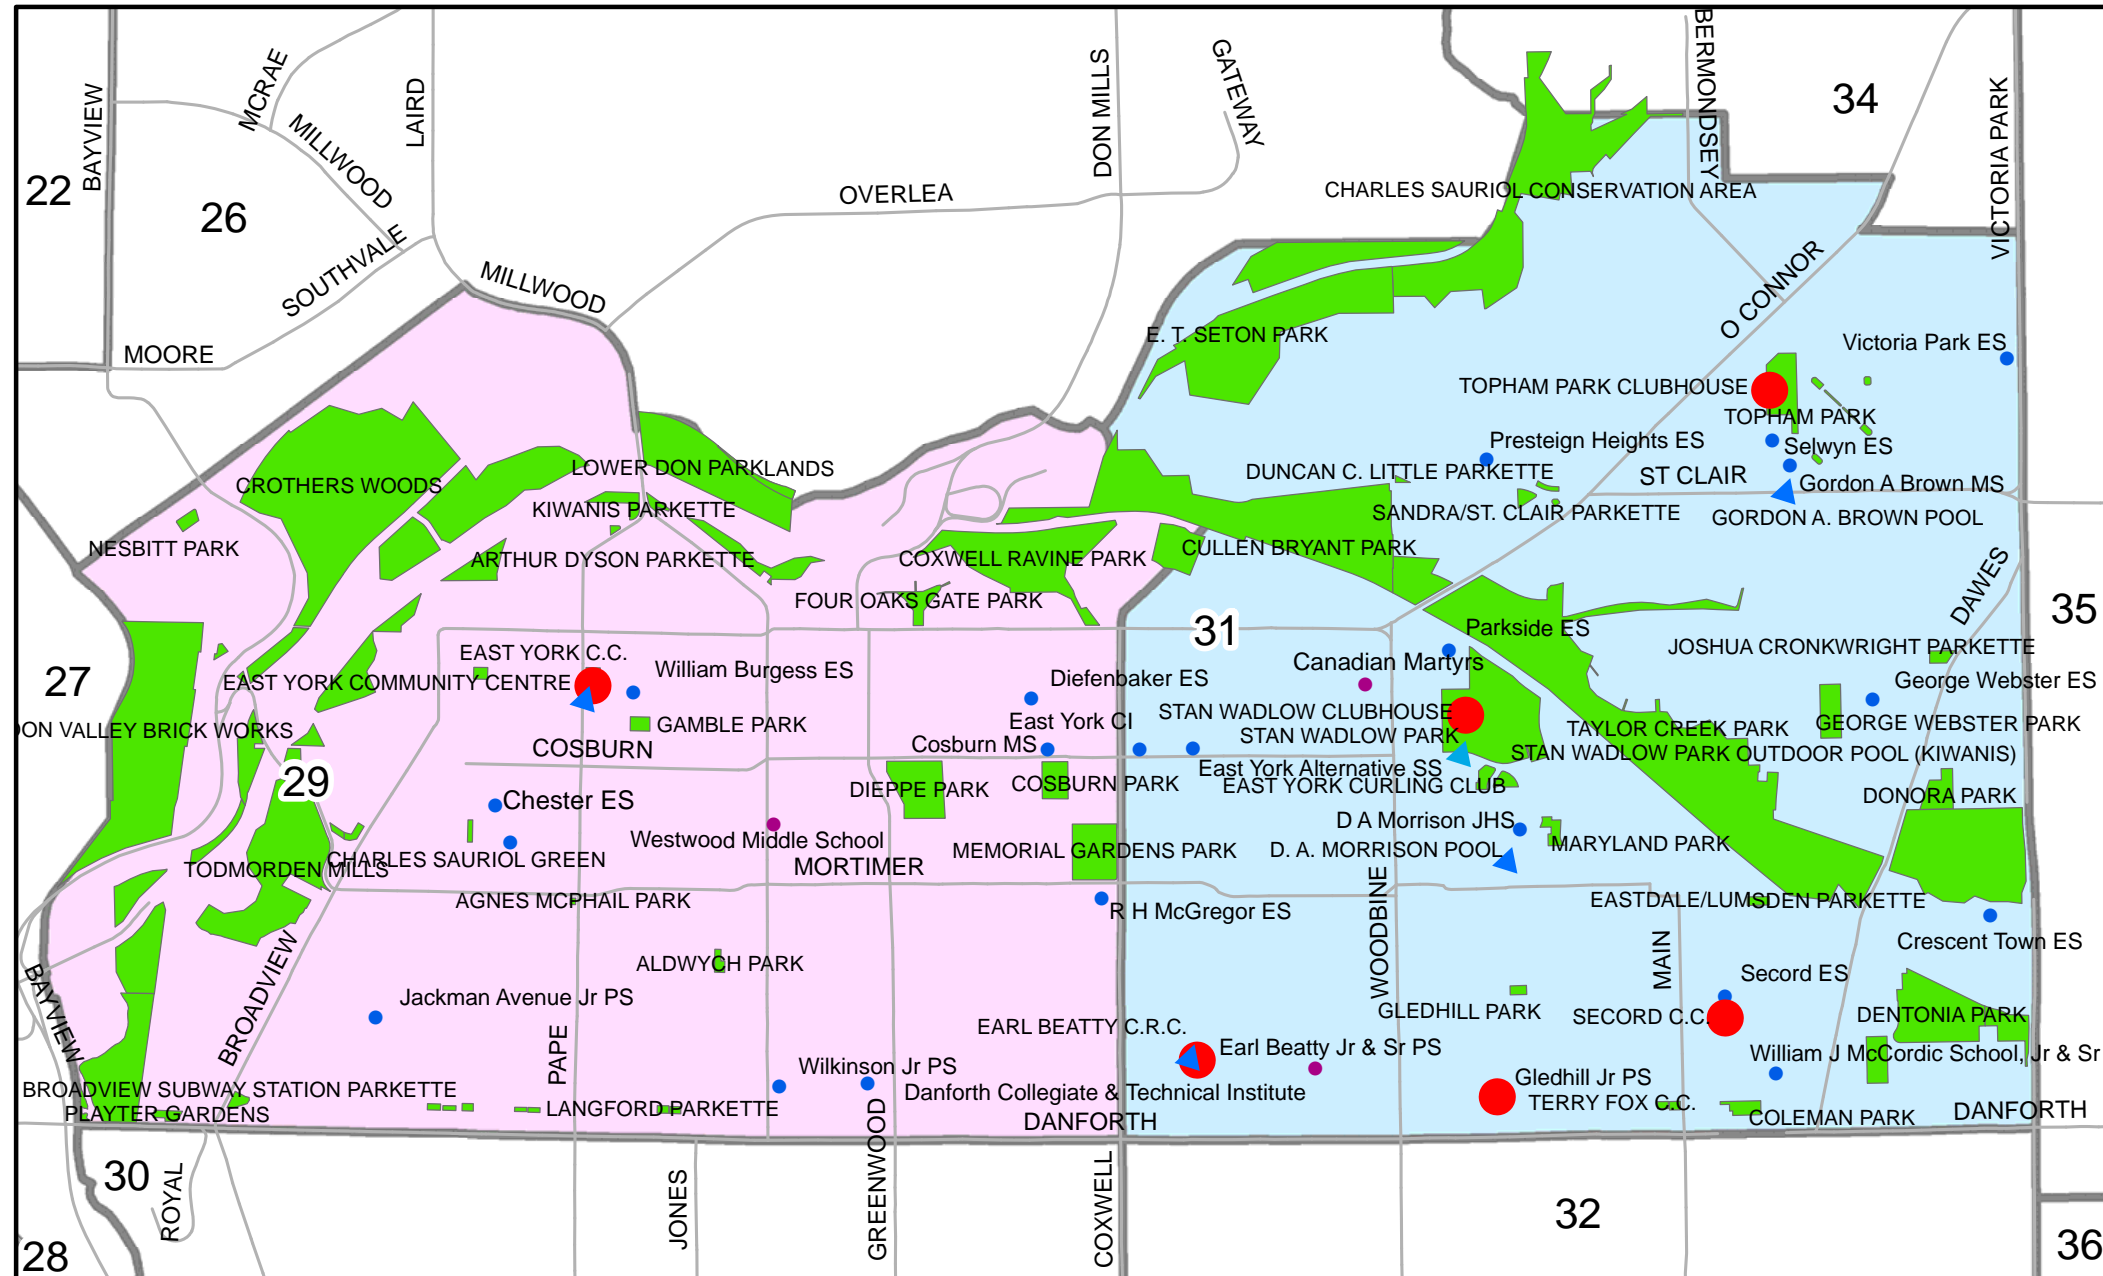 BERMONDSEY
MCRAE
GATEWAY
DON MILLS
LAIRD
BAYVIEW
VICTORIA PARK
34
MILLWOOD
22
26
OVERLEA
CHARLES SAURIOL CONSERVATION AREA
SOUTHVALE
MILLWOOD
O CONNOR
MOORE
E. T. SETON PARK
Victoria Park ES
TOPHAM PARK CLUBHOUSE
TOPHAM PARK
Presteign Heights ES
Selwyn ES
LOWER DON PARKLANDS
DUNCAN C. LITTLE PARKETTE
ST CLAIR
Gordon A Brown MS
CROTHERS WOODS
KIWANIS PARKETTE
SANDRA/ST. CLAIR PARKETTE
GORDON A. BROWN POOL
NESBITT PARK
ARTHUR DYSON PARKETTE
COXWELL RAVINE PARK
CULLEN BRYANT PARK
DAWES
FOUR OAKS GATE PARK
35
31
Parkside ES
JOSHUA CRONKWRIGHT PARKETTE
EAST YORK C.C.
William Burgess ES
Canadian Martyrs
27
EAST YORK COMMUNITY CENTRE
Diefenbaker ES
George Webster ES
STAN WADLOW CLUBHOUSE
GAMBLE PARK
East York CI
STAN WADLOW PARK
TAYLOR CREEK PARK
GEORGE WEBSTER PARK
DON VALLEY BRICK WORKS
COSBURN
Cosburn MS
STAN WADLOW PARK OUTDOOR POOL (KIWANIS)
29
East York Alternative SS
DIEPPE PARK
COSBURN PARK
EAST YORK CURLING CLUB
DONORA PARK
Chester ES
D A Morrison JHS
Westwood Middle School
MARYLAND PARK
CHARLES SAURIOL GREEN
MEMORIAL GARDENS PARK
D. A. MORRISON POOL
TODMORDEN MILLS
MORTIMER
AGNES MCPHAIL PARK
EASTDALE/LUMSDEN PARKETTE
R H McGregor ES
WOODBINE
Crescent Town ES
MAIN
ALDWYCH PARK
Secord ES
BROADVIEW
BAYVIEW
Jackman Avenue Jr PS
GLEDHILL PARK
SECORD C.C.
DENTONIA PARK
EARL BEATTY C.R.C.
PAPE
Earl Beatty Jr & Sr PS
William J McCordic School, Jr & Sr
Wilkinson Jr PS
Gledhill Jr PS
BROADVIEW SUBWAY STATION PARKETTE
Danforth Collegiate & Technical Institute
TERRY FOX C.C.
PLAYTER GARDENS
LANGFORD PARKETTE
DANFORTH
COLEMAN PARK
DANFORTH
30
ROYAL
JONES
GREENWOOD
COXWELL
32
28
36